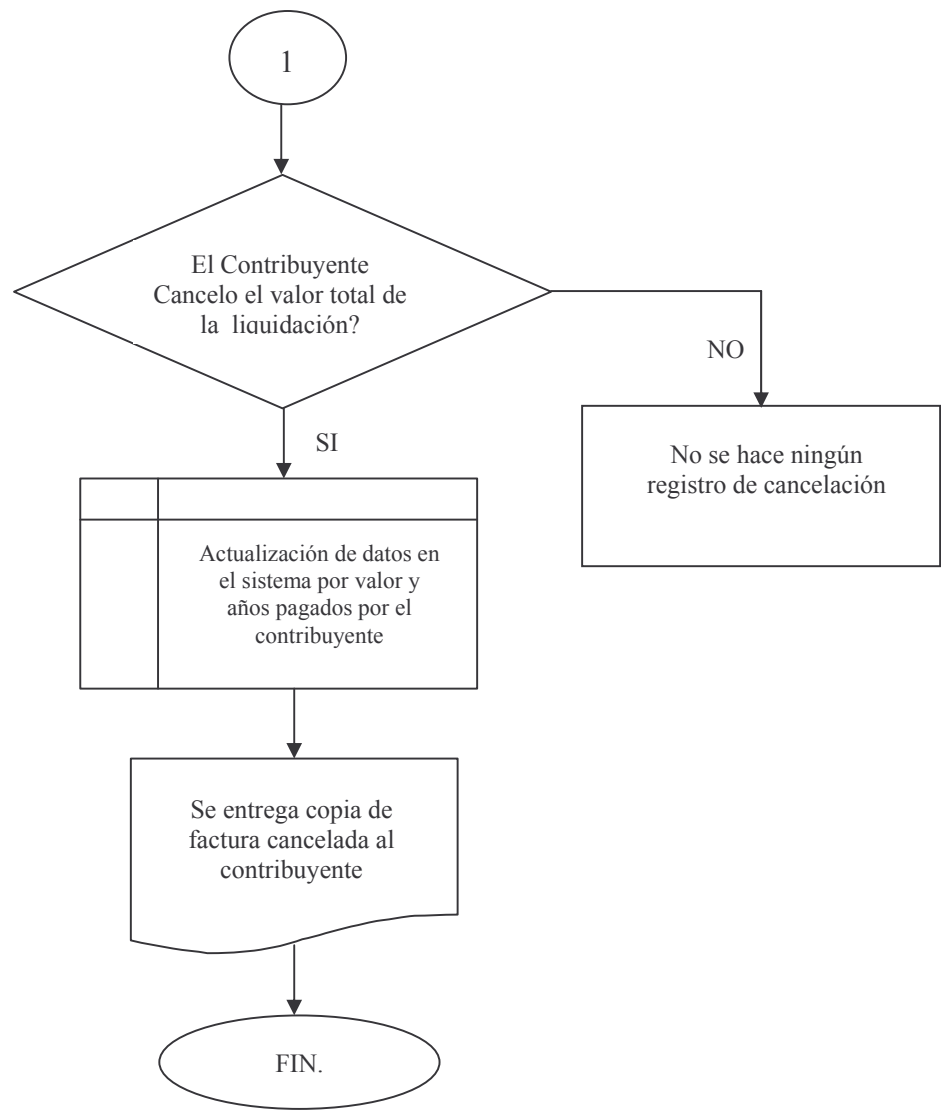 1
El Contribuyente
Cancelo el valor total de
la liquidación?
NO
SI
No se hace ningún
registro de cancelación
Actualización de datos en
el sistema por valor y
años pagados por el
contribuyente
Se entrega copia de
factura cancelada al
contribuyente
FIN.